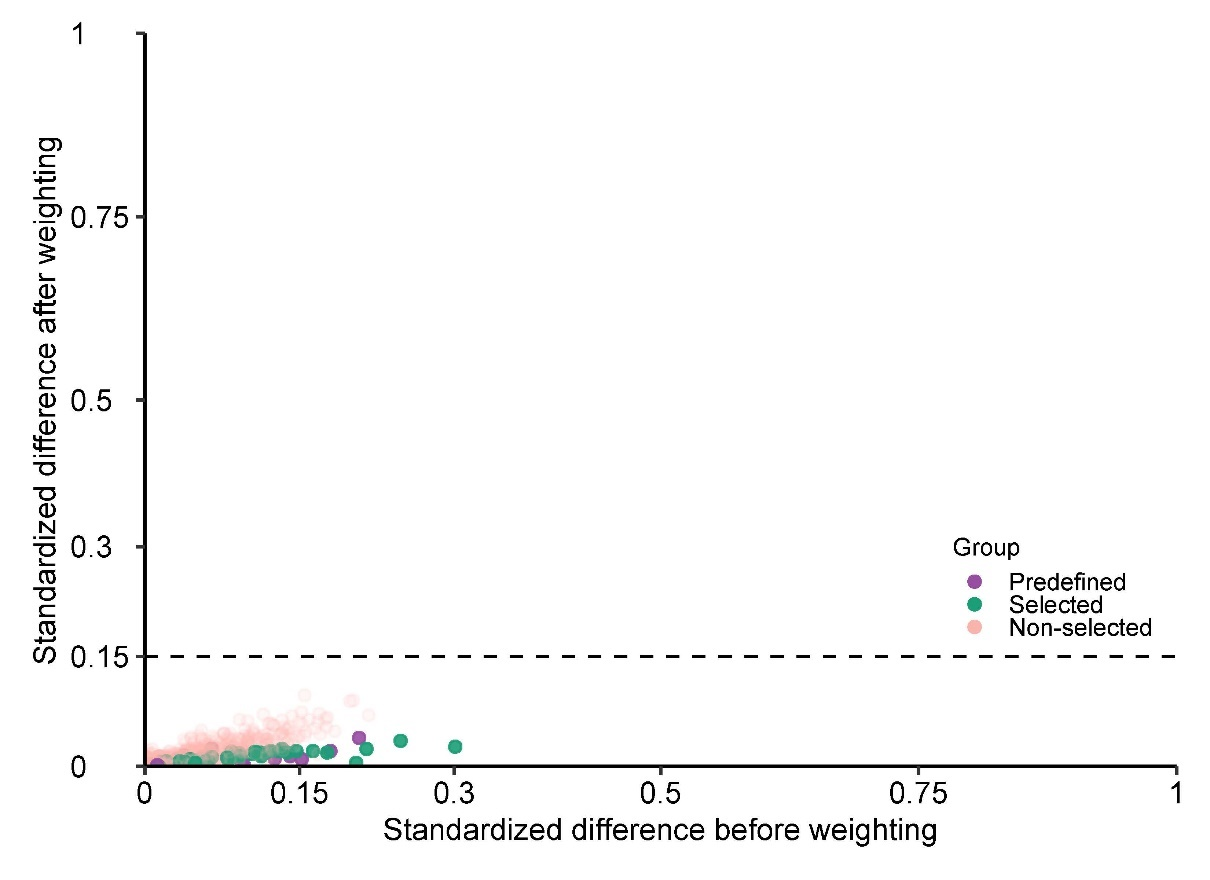 1
0.75
0.5
0.3
0.15
0
Standardized difference after weighting
Group
Predefined
Selected
Non-selected
0 0.15 0.3 0.5 0.75 1
Standardized difference before weighting